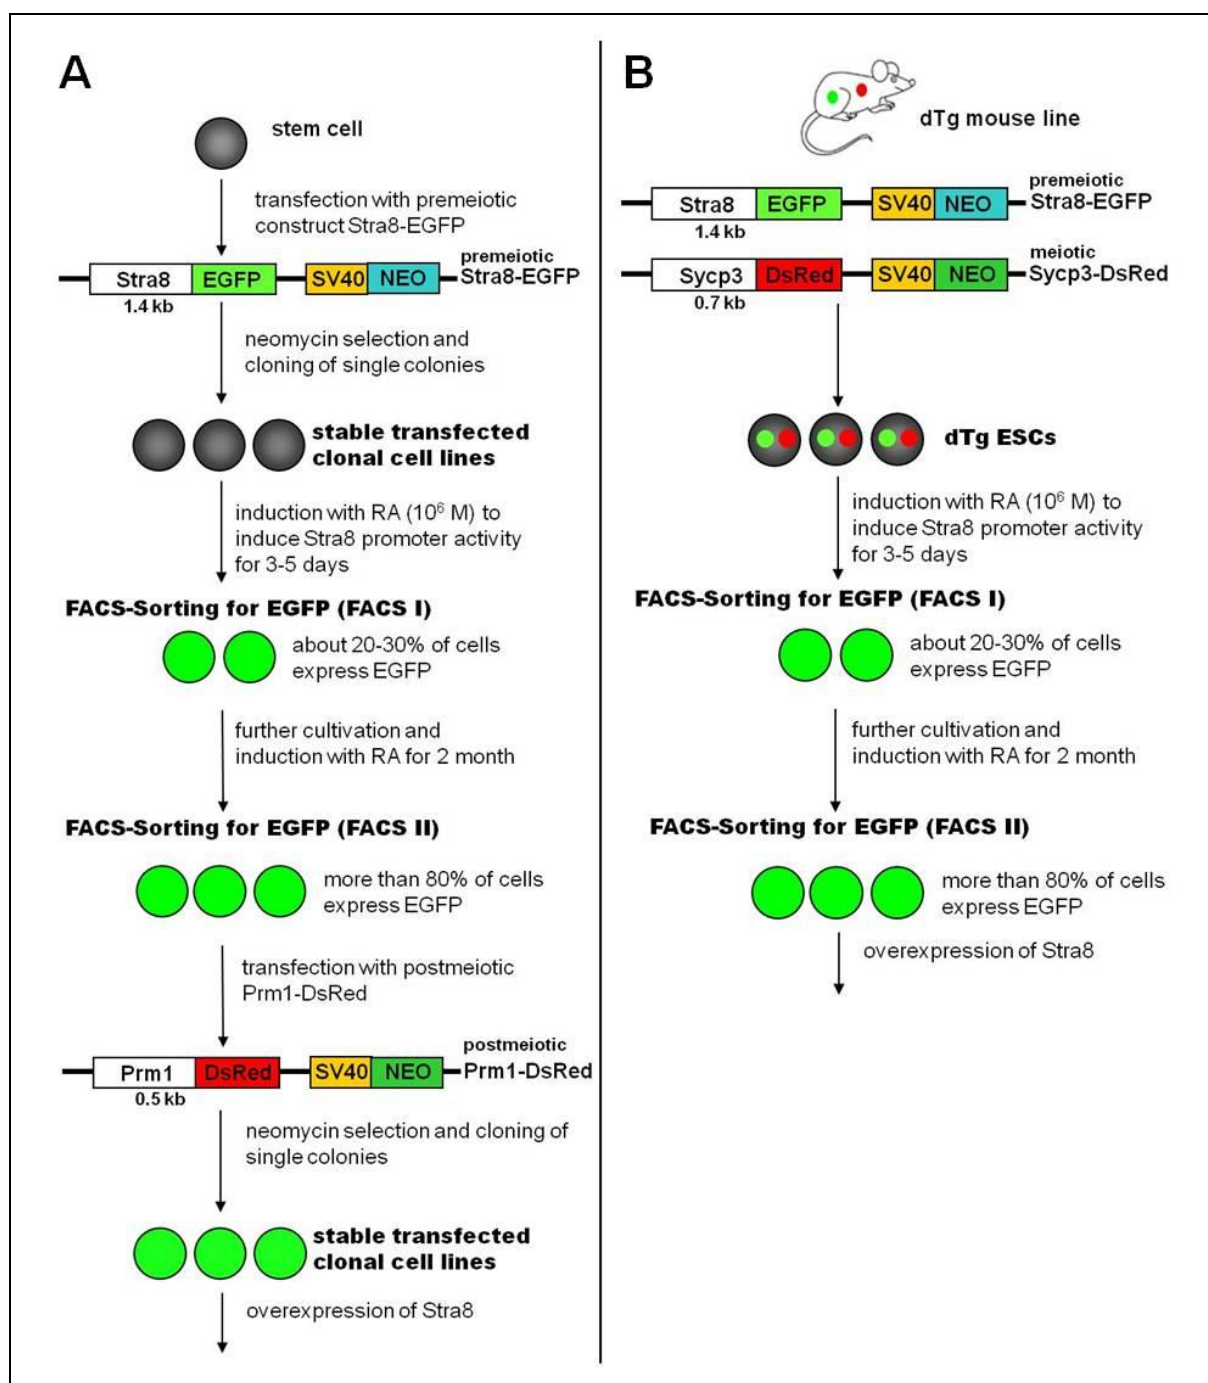 A
stem cell
transfection with premeiotic
construct Stra8-EGFP
Stra8 EGFP SV40 NEO
premeiotic
Stra8-EGFP
1.4 kb
neomycin selection and
cloning of single colonies
stable transfected
clonal cell lines
induction with RA (10⁶ M) to
induce Stra8 promoter activity
for 3-5 days
FACS-Sorting for EGFP (FACS I)
about 20-30% of cells
express EGFP
further cultivation and
induction with RA for 2 month
FACS-Sorting for EGFP (FACS II)
more than 80% of cells
express EGFP
transfection with postmeiotic
Prm1-DsRed
Prm1 DsRed SV40 NEO
postmeiotic
Prm1-DsRed
0.5 kb
neomycin selection and cloning of
single colonies
stable transfected
clonal cell lines
overexpression of Stra8
B
dTg mouse line
Stra8 EGFP SV40 NEO
premeiotic
Stra8-EGFP
1.4 kb
Sycp3 DsRed SV40 NEO
meiotic
Sycp3-DsRed
0.7 kb
dTg ESCs
induction with RA (10⁶ M) to
induce Stra8 promoter activity
for 3-5 days
FACS-Sorting for EGFP (FACS I)
about 20-30% of cells
express EGFP
further cultivation and
induction with RA for 2 month
FACS-Sorting for EGFP (FACS II)
more than 80% of cells
express EGFP
overexpression of Stra8